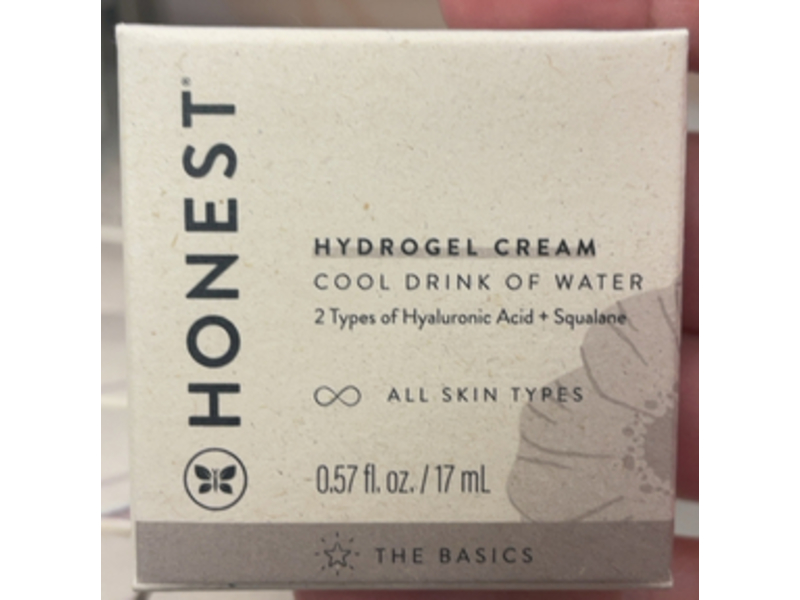 HONEST®
HYDROGEL CREAM
COOL DRINK OF WATER
2 Types of Hyaluronic Acid + Squalane
ALL SKIN TYPES
0.57 fl. oz. / 17 mL
THE BASICS